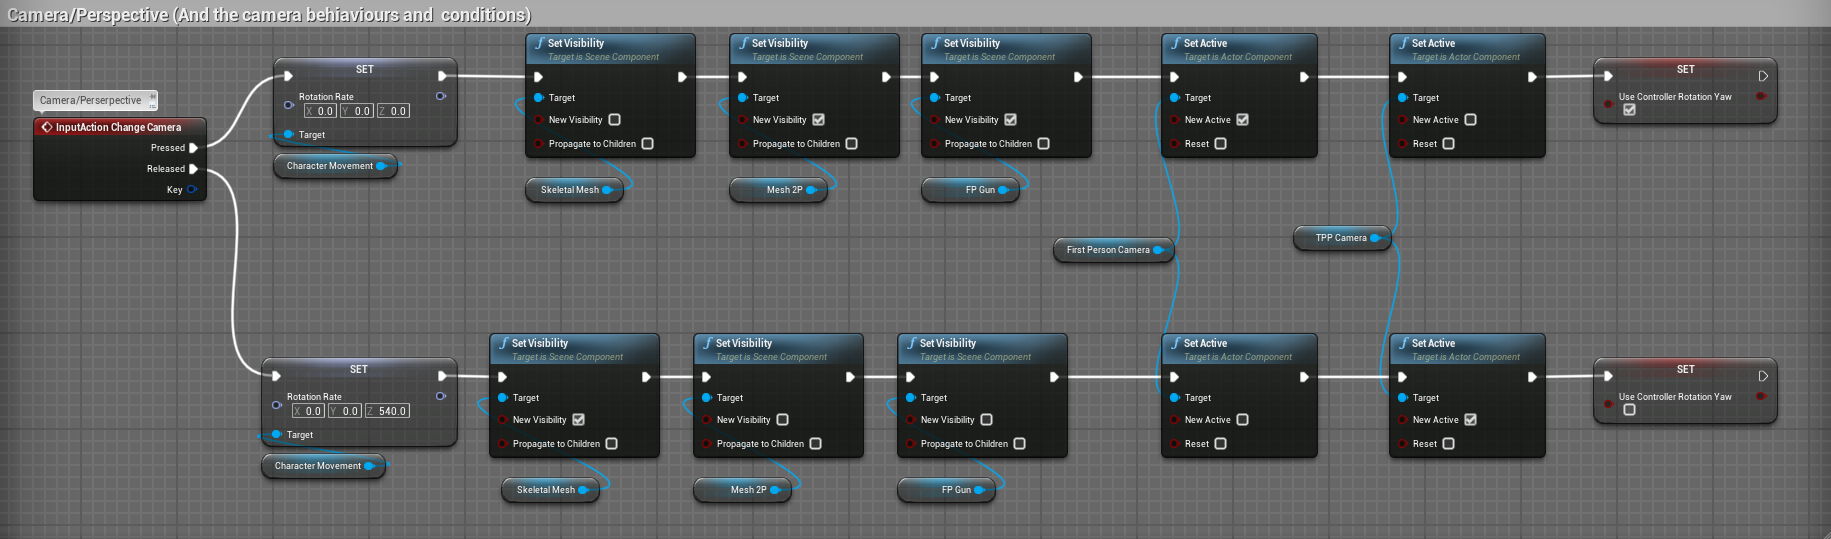 Camera/Perspective (And the camera behiaviours and  conditions)
Camera/Perserpective
InputAction Change Camera
Pressed
Released
Key
SET
Rotation Rate
X 0.0 Y 0.0 Z 0.0
Target
Character Movement
Set Visibility
Target is Scene Component
Target
New Visibility
Propagate to Children
Skeletal Mesh
Set Visibility
Target is Scene Component
Target
New Visibility
Propagate to Children
Mesh 2P
Set Visibility
Target is Scene Component
Target
New Visibility
Propagate to Children
FP Gun
Set Active
Target is Actor Component
Target
New Active
Reset
First Person Camera
Set Active
Target is Actor Component
Target
New Active
Reset
TPP Camera
SET
Use Controller Rotation Yaw
SET
Rotation Rate
X 0.0 Y 0.0 Z 540.0
Target
Character Movement
Set Visibility
Target is Scene Component
Target
New Visibility
Propagate to Children
Skeletal Mesh
Set Visibility
Target is Scene Component
Target
New Visibility
Propagate to Children
Mesh 2P
Set Visibility
Target is Scene Component
Target
New Visibility
Propagate to Children
FP Gun
Set Active
Target is Actor Component
Target
New Active
Reset
Set Active
Target is Actor Component
Target
New Active
Reset
SET
Use Controller Rotation Yaw